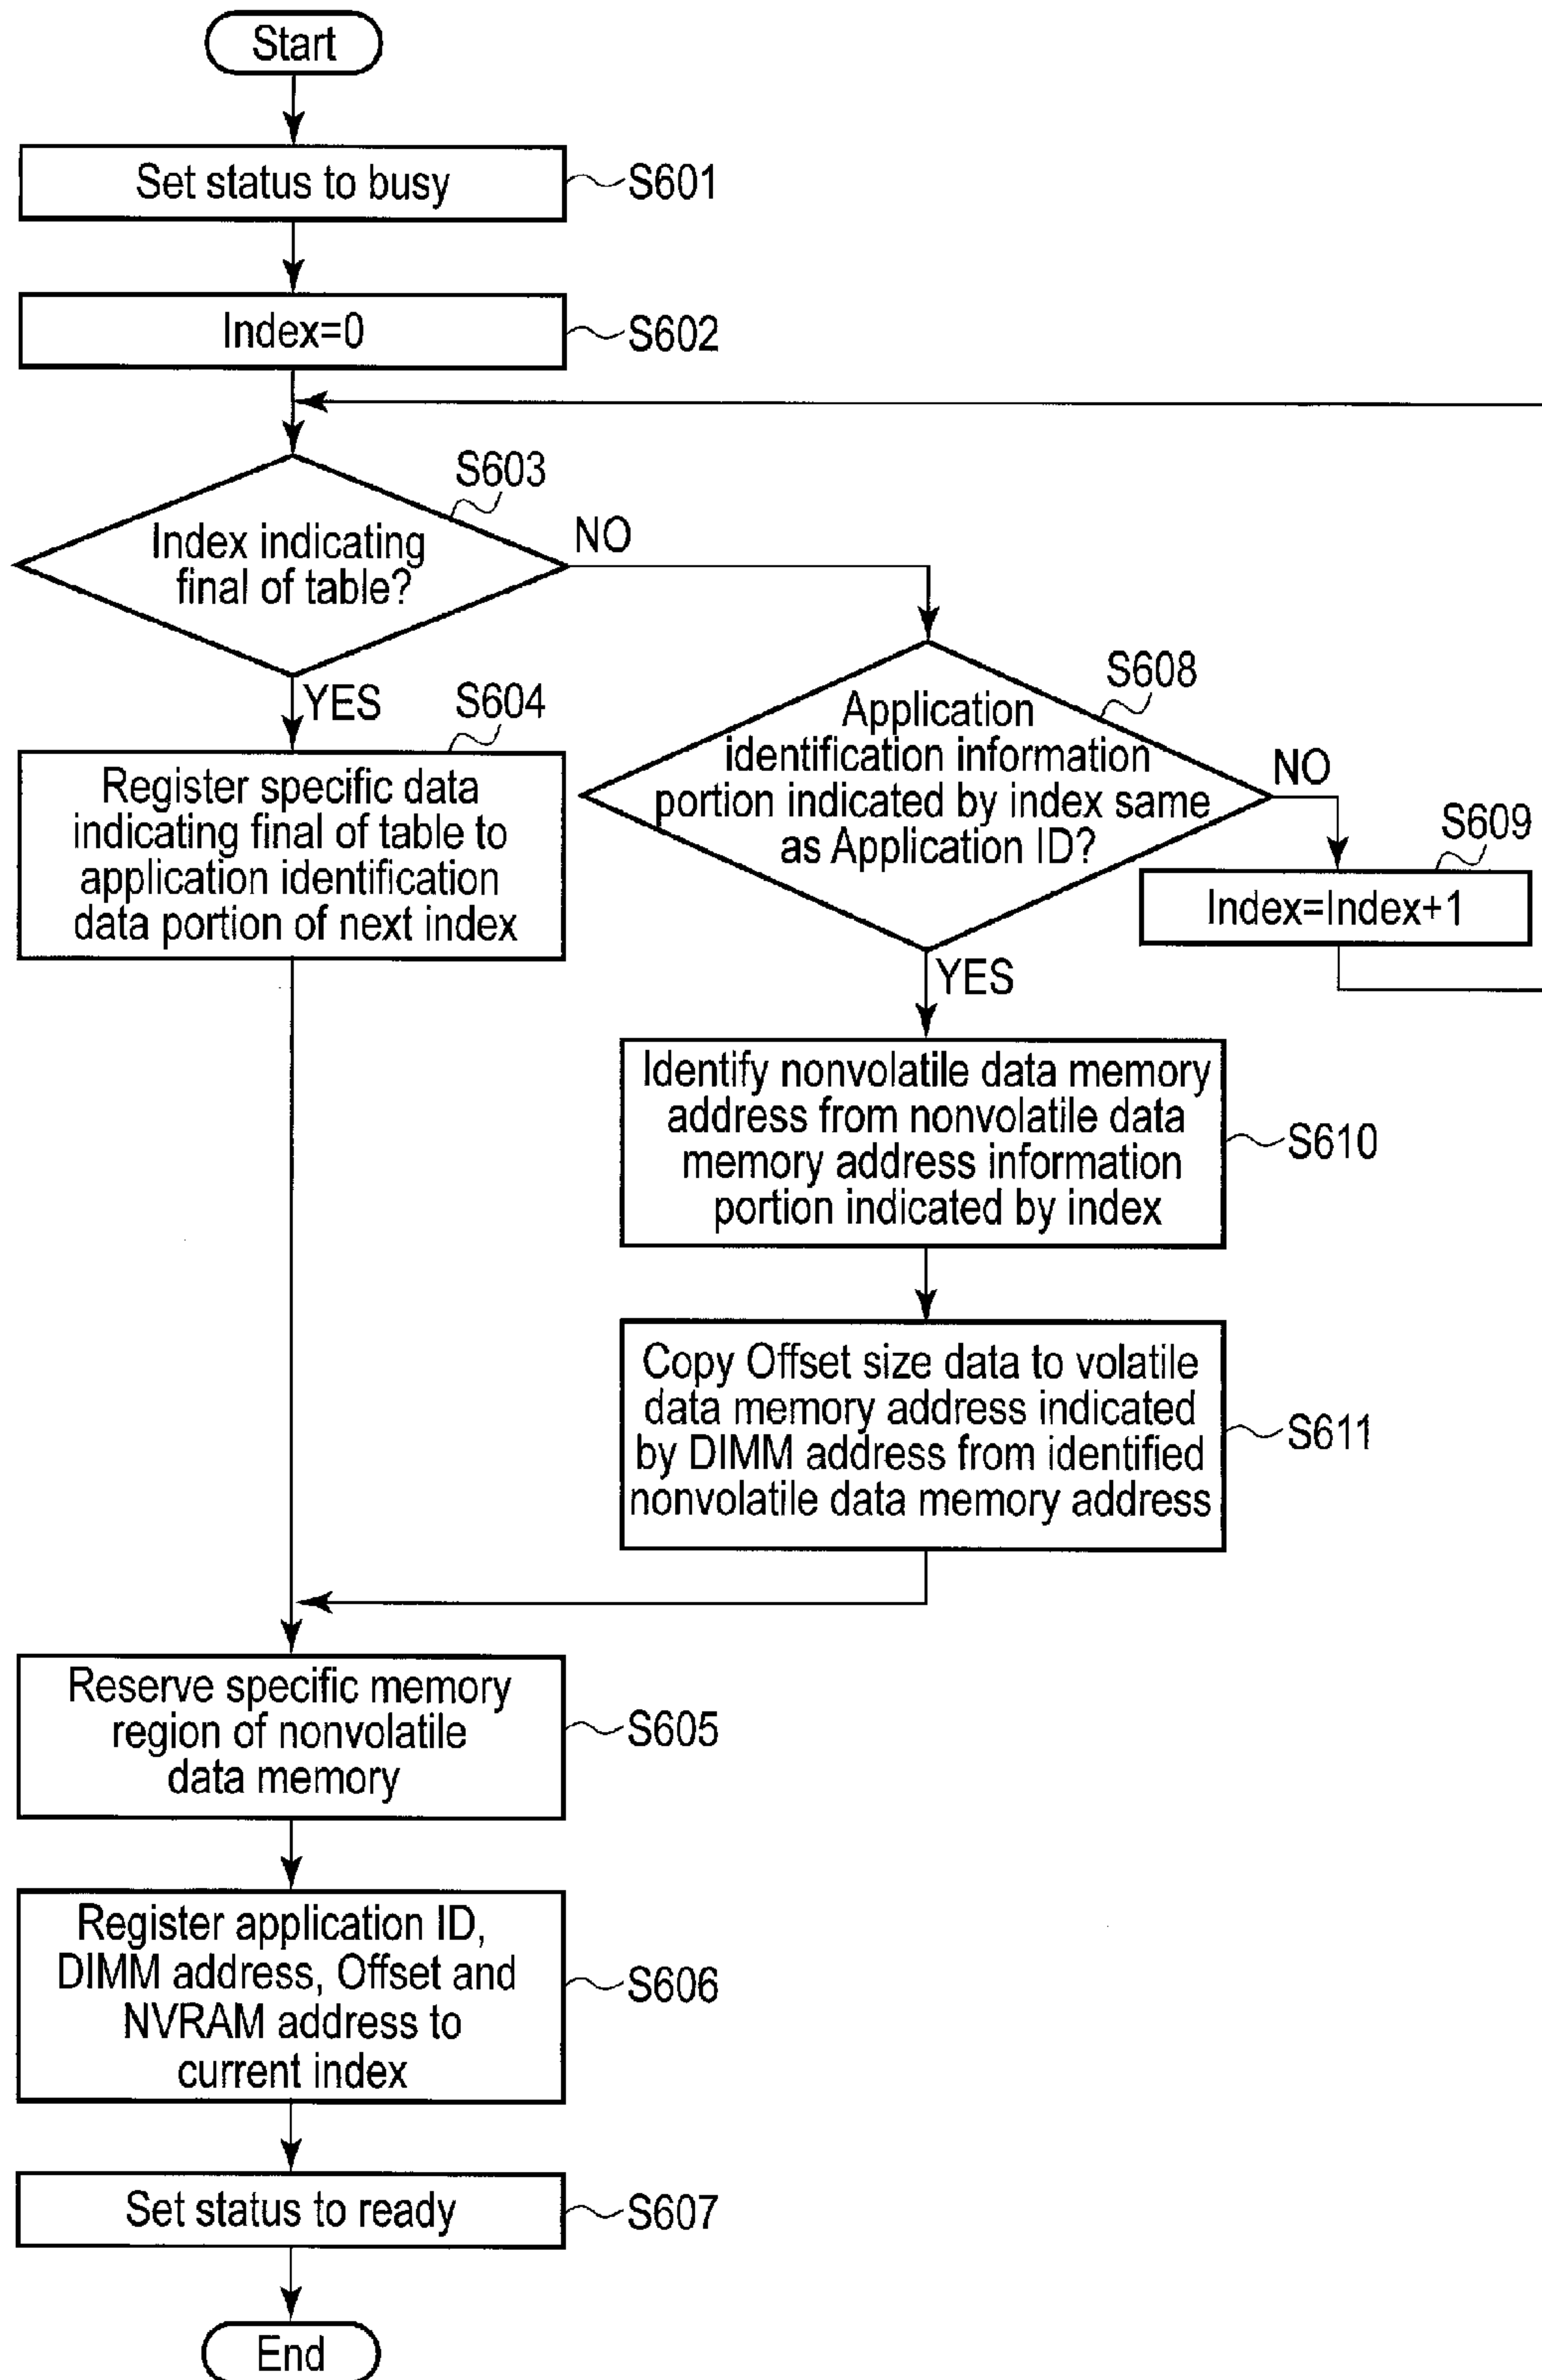 Start
Set status to busy
S601
Index=0
S602
S603
Index indicating
final of table?
NO
YES
S604
Register specific data
indicating final of table to
application identification
data portion of next index
S608
Application
identification information
portion indicated by index same
as Application ID?
NO
S609
Index=Index+1
YES
Identify nonvolatile data memory
address from nonvolatile data
memory address information
portion indicated by index
S610
Copy Offset size data to volatile
data memory address indicated
by DIMM address from identified
nonvolatile data memory address
S611
Reserve specific memory
region of nonvolatile
data memory
S605
Register application ID,
DIMM address, Offset and
NVRAM address to
current index
S606
Set status to ready
S607
End